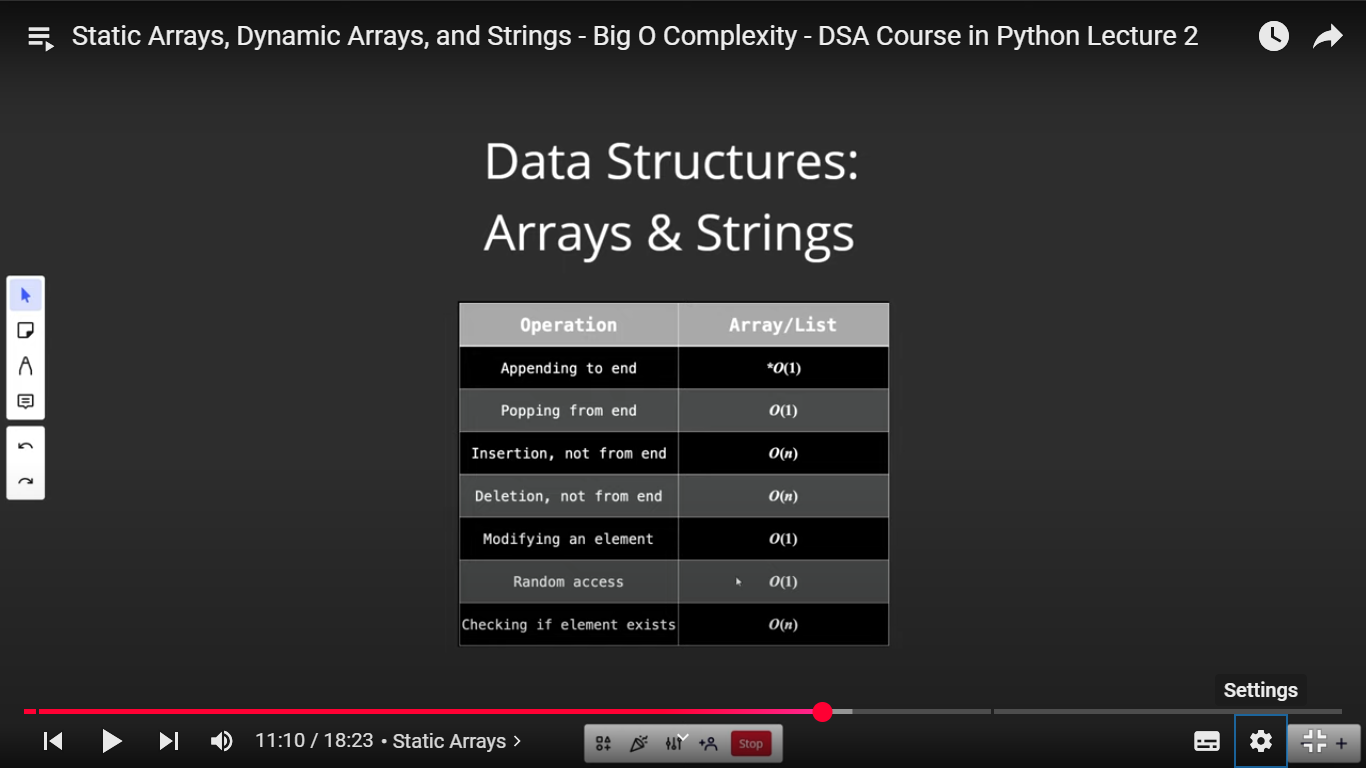 Static Arrays, Dynamic Arrays, and Strings - Big O Complexity - DSA Course in Python Lecture 2
Data Structures:
Arrays & Strings
Operation Array/List
Appending to end *O(1)
Popping from end O(1)
Insertion, not from end O(n)
Deletion, not from end O(n)
Modifying an element O(1)
Random access O(1)
Checking if element exists O(n)
Settings
11:10 / 18:23 • Static Arrays >
Stop